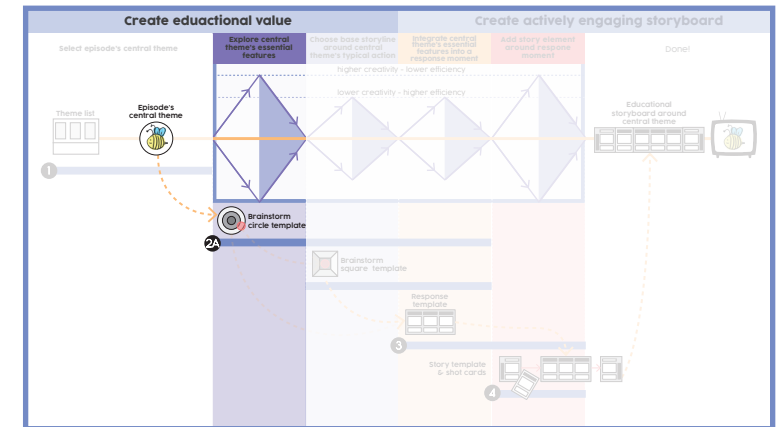 Create eduactional value
Create actively engaging storyboard
Select episode's central theme
Explore central
theme's essential
features
Choose base storyline
around central
theme's typical action
Integrate central
theme's essential
features into a
response moment
Add story element
around respons
moment
Done!
higher creativity - lower efficiency
lower creativity - higher efficiency
Theme list
Episode's
central theme
Educational
storyboard around
central theme
1
Brainstorm
circle template
2A
Brainstorm
square template
Response
template
3
Story template
& shot cards
4